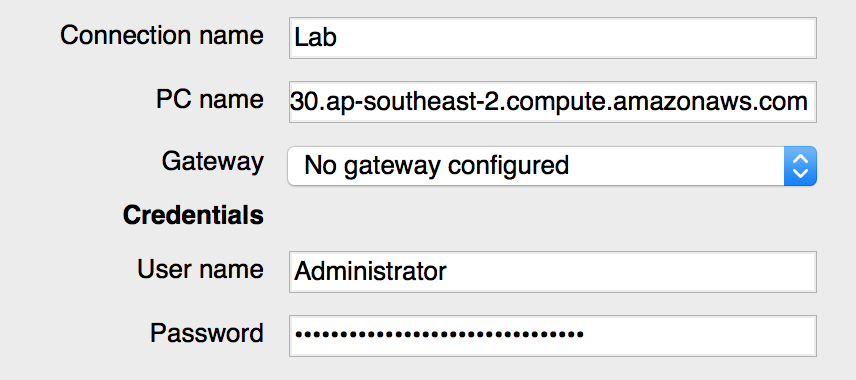 Connection name Lab
PC name 30.ap-southeast-2.compute.amazonaws.com
Gateway No gateway configured
Credentials
User name Administrator
Password ••••••••••••••••••••••••••••••••